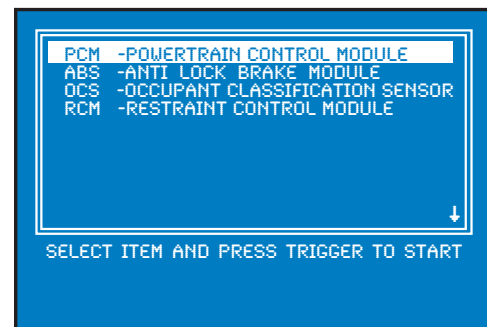 PCM -POWERTRAIN CONTROL MODULE
ABS -ANTI LOCK BRAKE MODULE
OCS -OCCUPANT CLASSIFICATION SENSOR
RCM -RESTRAINT CONTROL MODULE
SELECT ITEM AND PRESS TRIGGER TO START